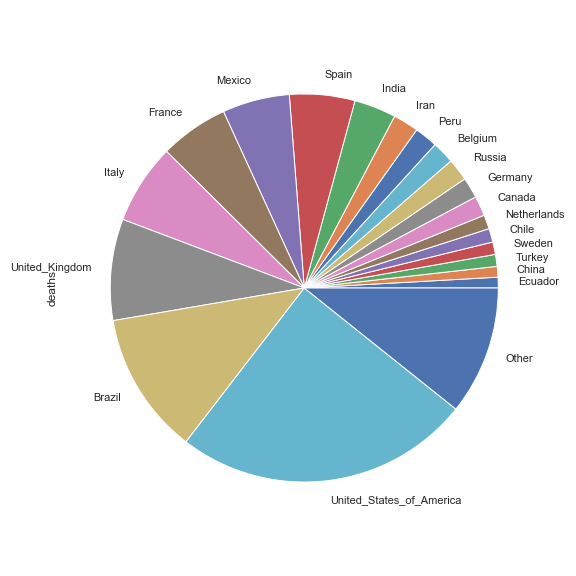 Spain
Mexico
India
Iran
France
Peru
Belgium
Russia
Italy
Germany
Canada
Netherlands
Chile
Sweden
Turkey
United_Kingdom
China
deaths
Ecuador
Other
Brazil
United_States_of_America